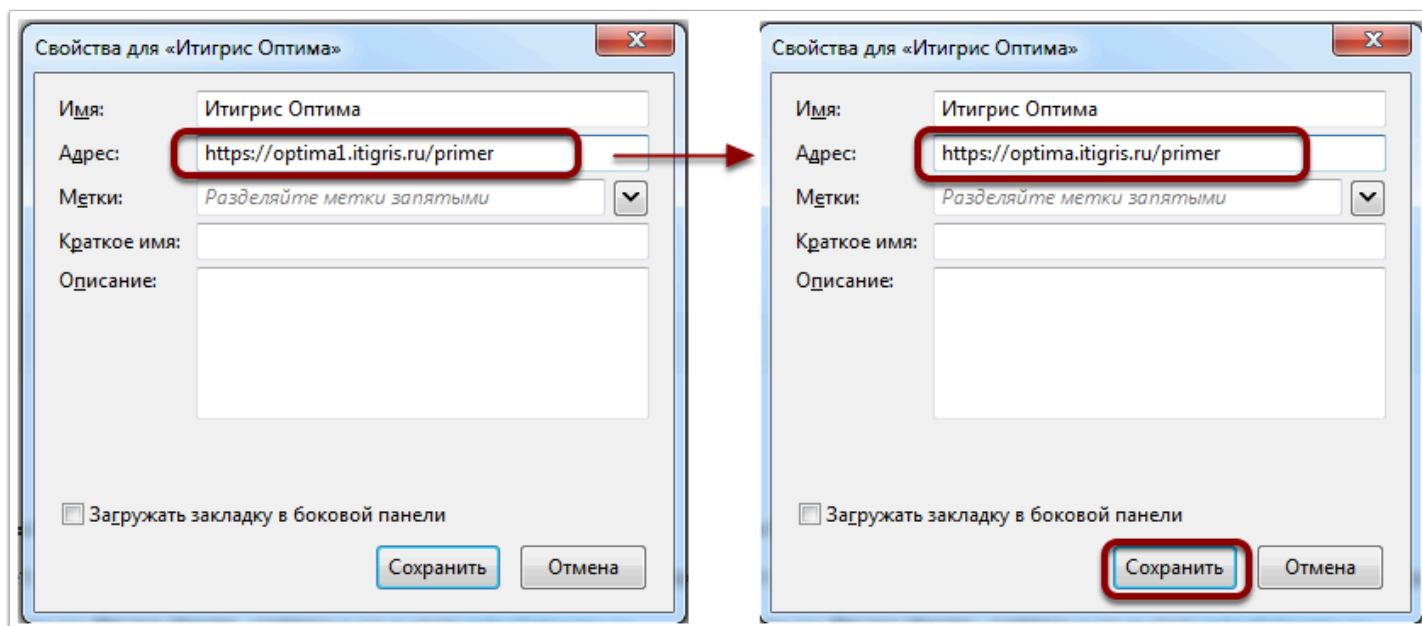 Свойства для «Итигрис Оптима»
Имя: Итигрис Оптима
Адрес: https://optima1.itigris.ru/primer
Метки: Разделяйте метки запятыми
Краткое имя:
Описание:
Загружать закладку в боковой панели
Сохранить Отмена
Свойства для «Итигрис Оптима»
Имя: Итигрис Оптима
Адрес: https://optima.itigris.ru/primer
Метки: Разделяйте метки запятыми
Краткое имя:
Описание:
Загружать закладку в боковой панели
Сохранить Отмена